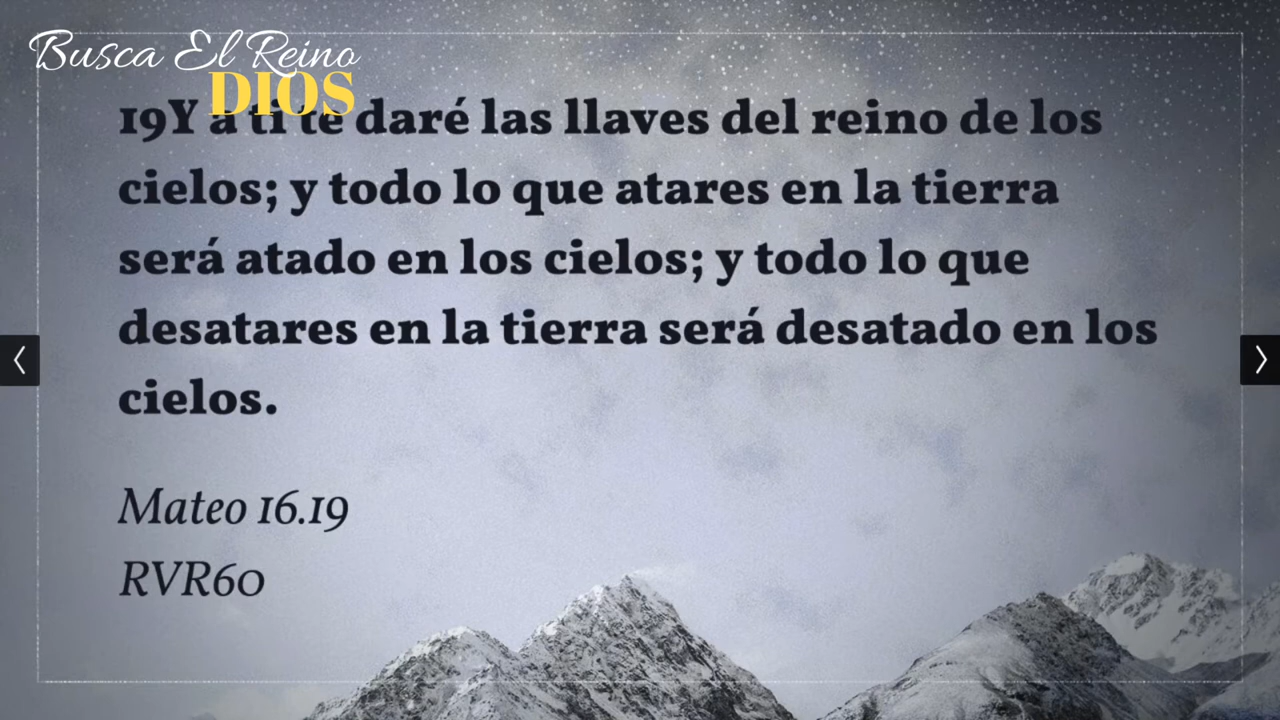 Busca El Reino
DIOS
19Y a ti te daré las llaves del reino de los
cielos; y todo lo que atares en la tierra
será atado en los cielos; y todo lo que
desatares en la tierra será desatado en los
cielos.
Mateo 16.19
RVR60